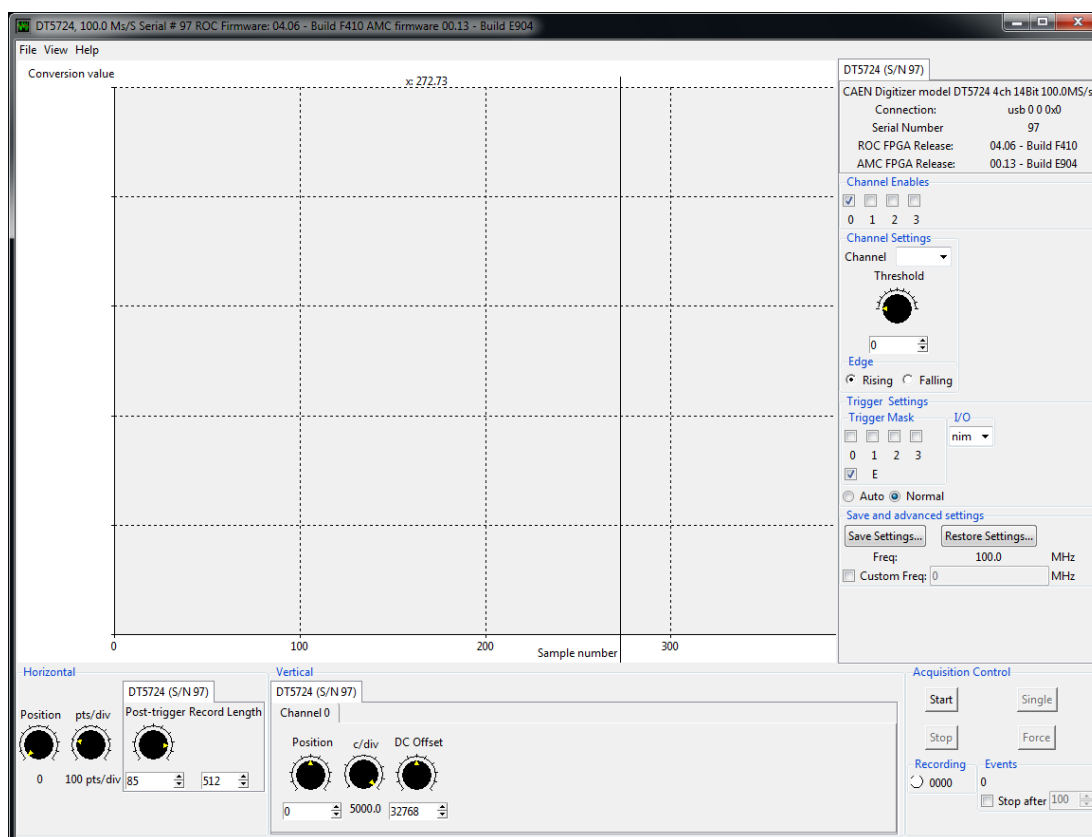 DT5724, 100.0 Ms/S Serial # 97 ROC Firmware: 04.06 - Build F410 AMC firmware 00.13 - Build E904
File View Help
Conversion value
x: 272.73
0 100 200 300
Sample number
DT5724 (S/N 97)
CAEN Digitizer model DT5724 4ch 14Bit 100.0MS/s
Connection: usb 0 0 0x0
Serial Number 97
ROC FPGA Release: 04.06 - Build F410
AMC FPGA Release: 00.13 - Build E904
Channel Enables
0 1 2 3
Channel Settings
Channel
Threshold
0
Edge
Rising Falling
Trigger Settings
Trigger Mask I/O
nim
0 1 2 3
E
Auto Normal
Save and advanced settings
Save Settings... Restore Settings...
Freq: 100.0 MHz
Custom Freq: 0 MHz
Horizontal
DT5724 (S/N 97)
Position pts/div Post-trigger Record Length
0 100 pts/div 85 512
Vertical
DT5724 (S/N 97)
Channel 0
Position c/div DC Offset
0 5000.0 32768
Acquisition Control
Start Single
Stop Force
Recording Events
0000 0
Stop after 100